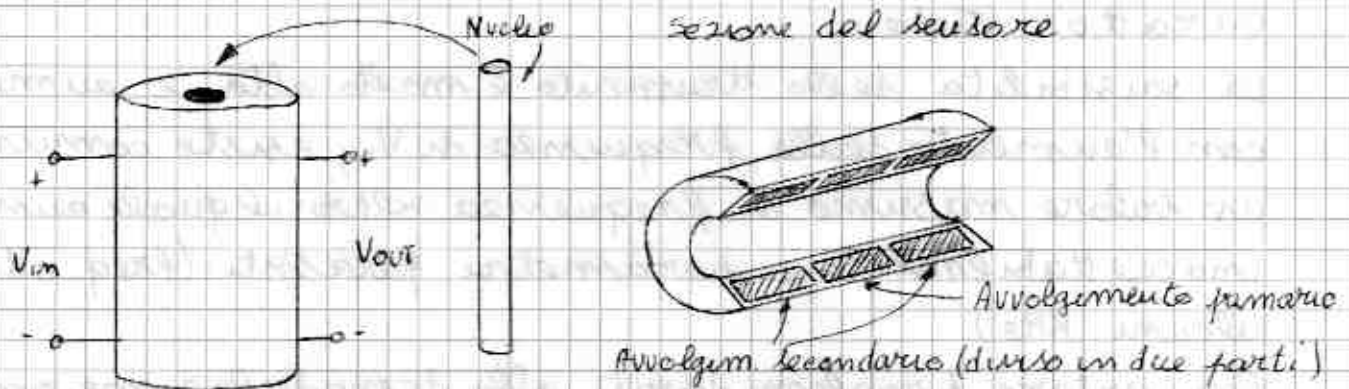 Nucleo
sezione del sensore
+
o+
Vin
Vout
-
-
Avvolgimento primario
Avvolgim. secondario (diviso in due parti)